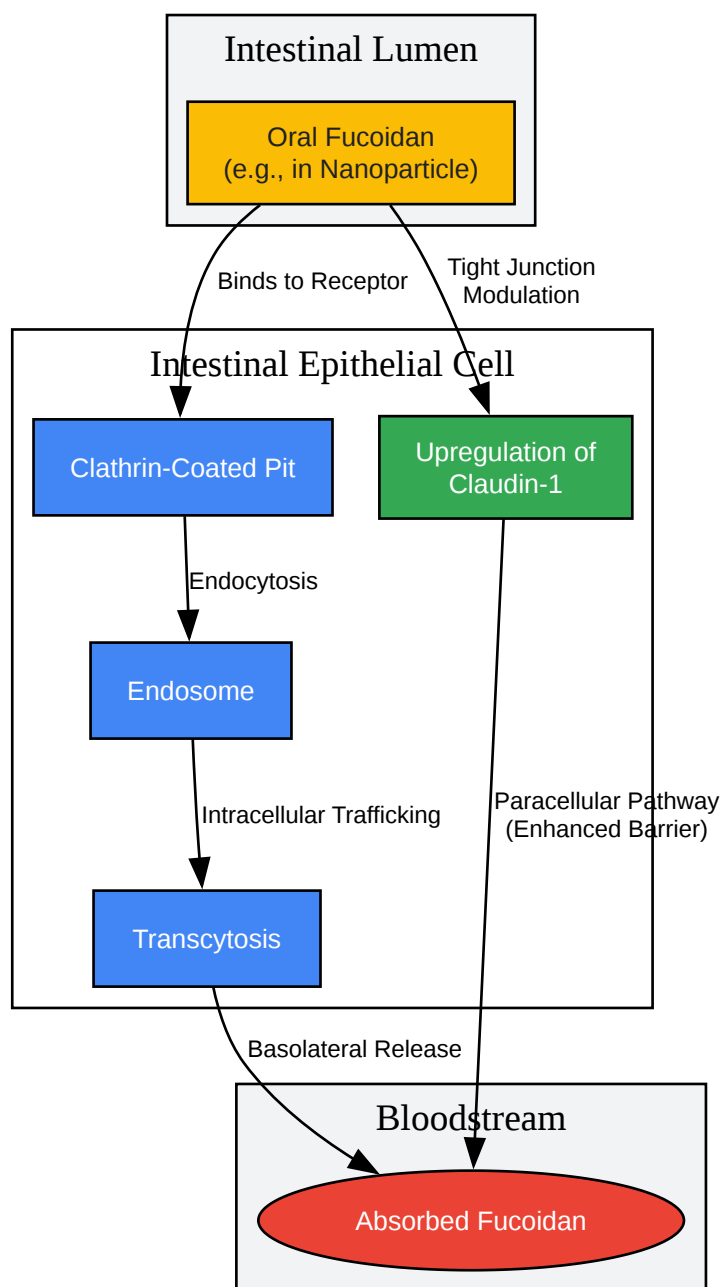 Intestinal Lumen
Oral Fucoidan
(e.g., in Nanoparticle)
Binds to Receptor
Tight Junction
Modulation
Intestinal Epithelial Cell
Clathrin-Coated Pit
Upregulation of
Claudin-1
Endocytosis
Endosome
Intracellular Trafficking
Paracellular Pathway
(Enhanced Barrier)
Transcytosis
Basolateral Release
Bloodstream
Absorbed Fucoidan